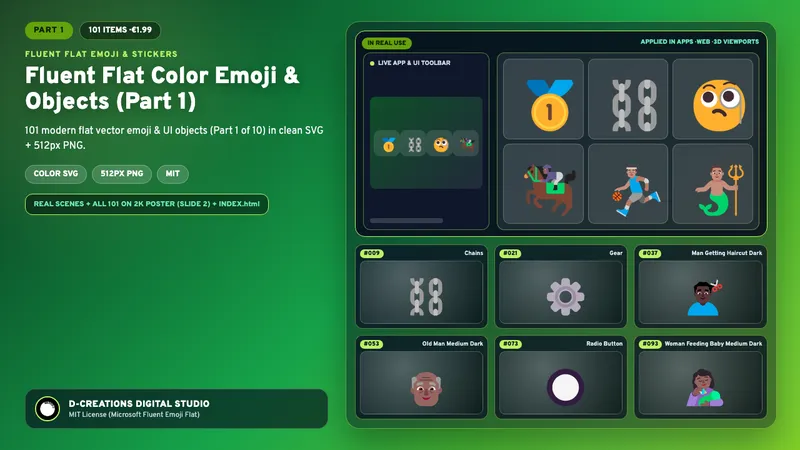 PART 1
101 ITEMS · €1.99
FLUENT FLAT EMOJI & STICKERS
Fluent Flat Color Emoji &
Objects (Part 1)
101 modern flat vector emoji & UI objects (Part 1 of 10) in clean SVG
+ 512px PNG.
COLOR SVG
512PX PNG
MIT
REAL SCENES + ALL 101 ON 2K POSTER (SLIDE 2) + INDEX.html
D-CREATIONS DIGITAL STUDIO
MIT License (Microsoft Fluent Emoji Flat)
IN REAL USE
APPLIED IN APPS · WEB · 3D VIEWPORTS
LIVE APP & UI TOOLBAR
1
#009
Chains
#021
Gear
#037
Man Getting Haircut Dark
#053
Old Man Medium Dark
#073
Radio Button
#093
Woman Feeding Baby Medium Dark